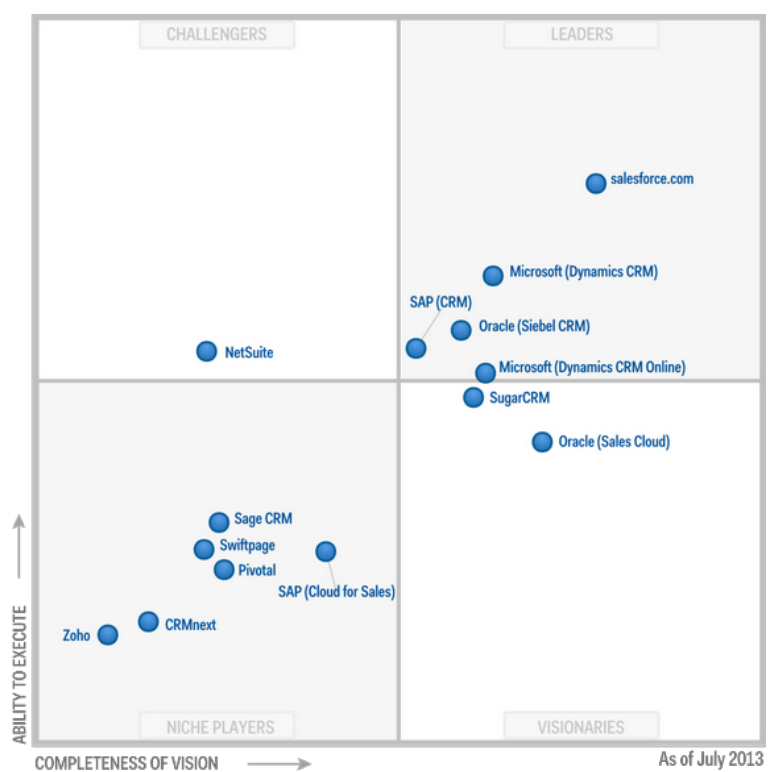 CHALLENGERS
LEADERS
salesforce.com
Microsoft (Dynamics CRM)
SAP (CRM)
Oracle (Siebel CRM)
NetSuite
Microsoft (Dynamics CRM Online)
SugarCRM
Oracle (Sales Cloud)
Sage CRM
Swiftpage
Pivotal
SAP (Cloud for Sales)
CRMnext
Zoho
ABILITY TO EXECUTE
NICHE PLAYERS
VISIONARIES
COMPLETENESS OF VISION
As of July 2013